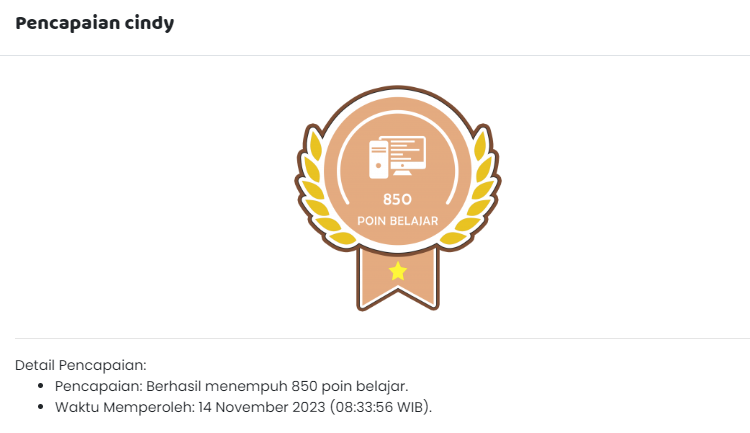 Pencapaian cindy
850
POIN BELAJAR
Detail Pencapaian:
Pencapaian: Berhasil menempuh 850 poin belajar.
Waktu Memperoleh: 14 November 2023 (08:33:56 WIB).